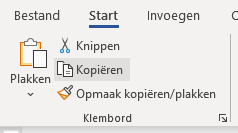 Bestand Start Invoegen
Knippen
Kopiëren
Plakken
Opmaak kopiëren/plakken
Klembord